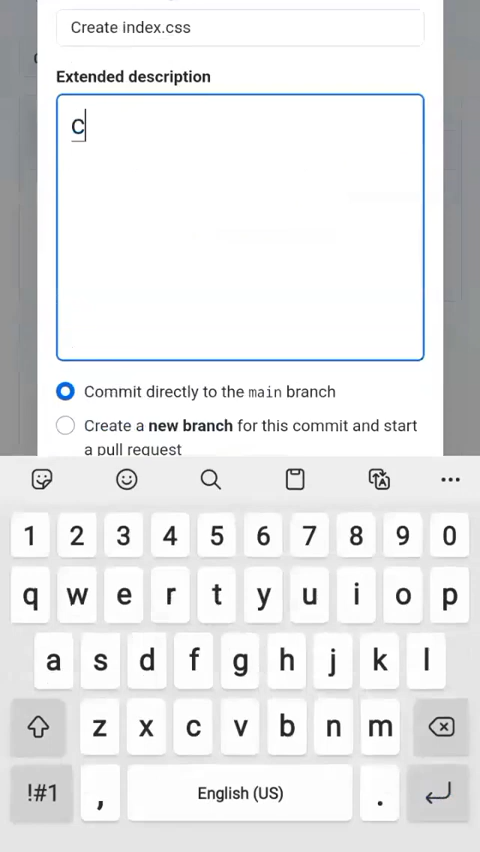 Create index.css
Extended description
C
Commit directly to the main branch
Create a new branch for this commit and start
a pull request
1 2 3 4 5 6 7 8 9 0
q w e r t y u i o p
a s d f g h j k l
z x c v b n m
!#1 , English (US) .